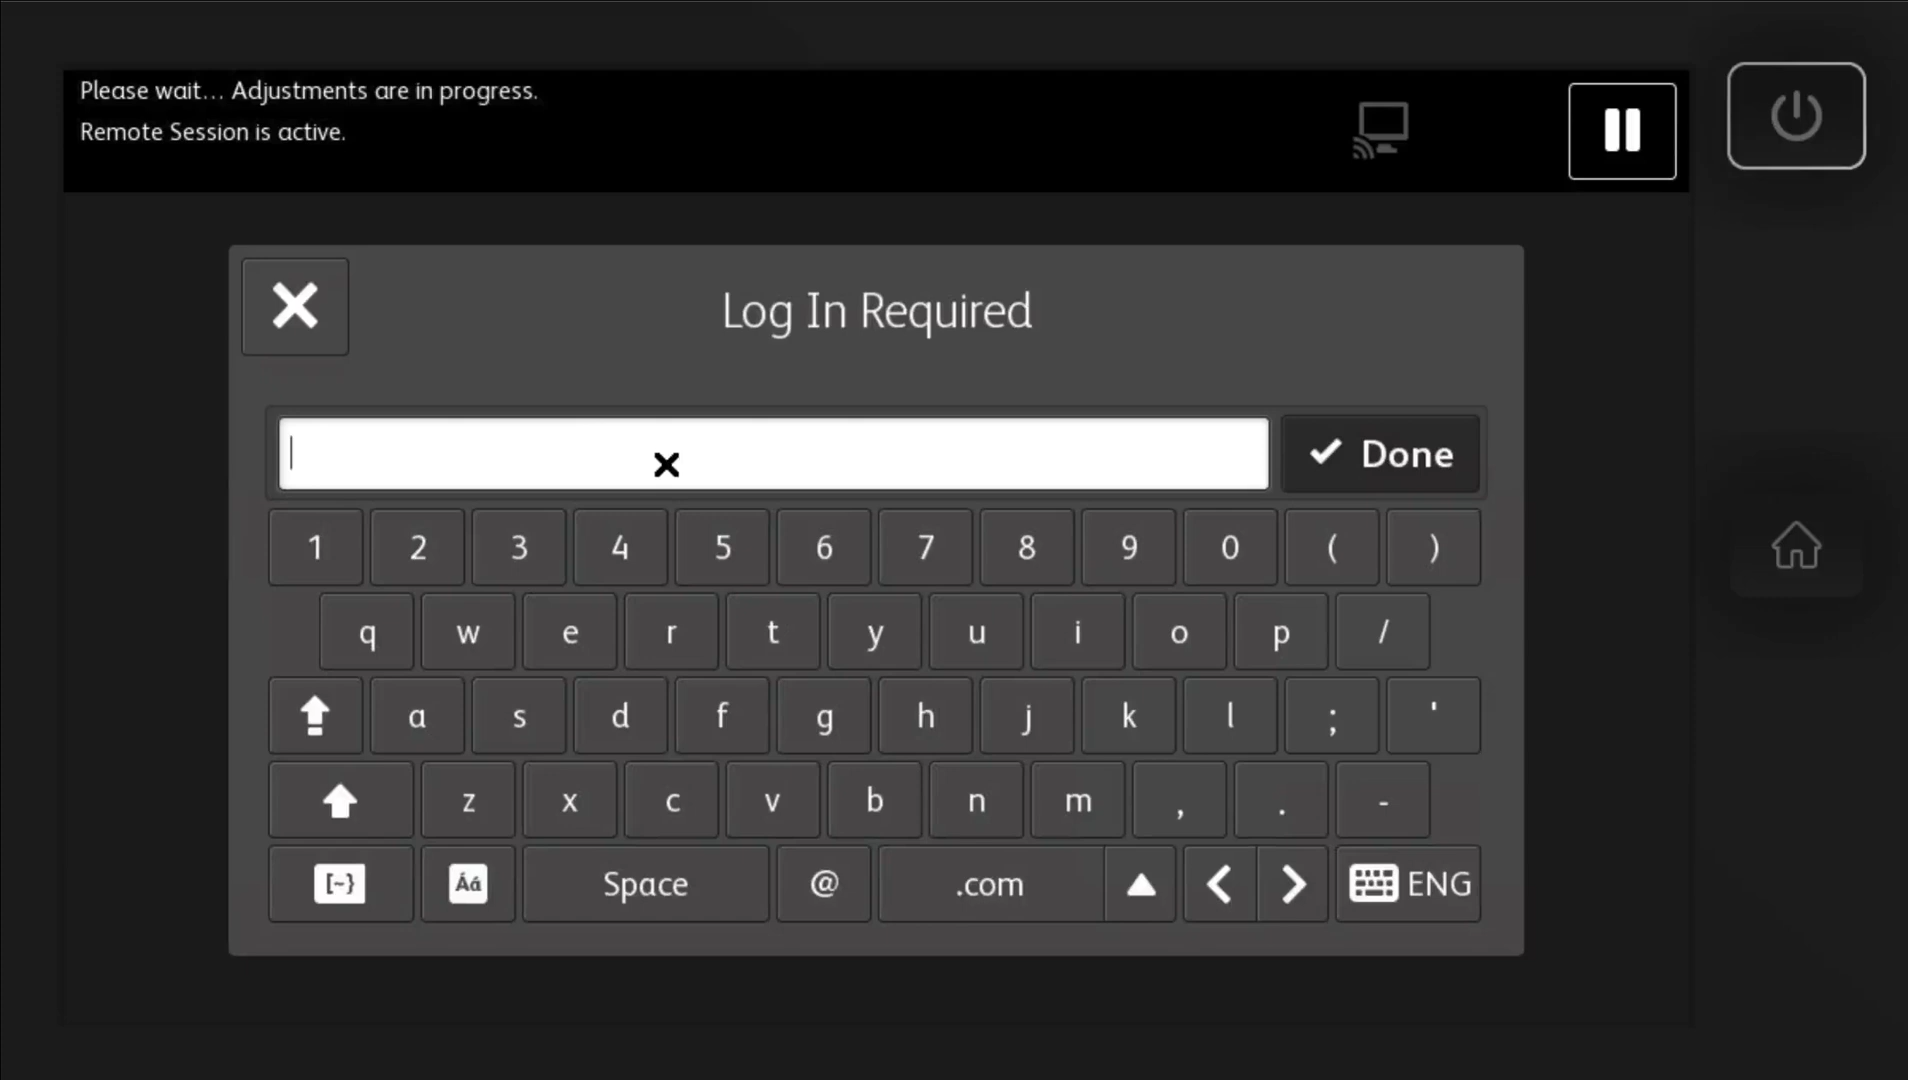 Please wait... Adjustments are in progress.
Remote Session is active.
Log In Required
Done
1 2 3 4 5 6 7 8 9 0 ( )
q w e r t y u i o p /
a s d f g h j k l ; '
z x c v b n m , . -
[~} Áá Space @ .com ENG